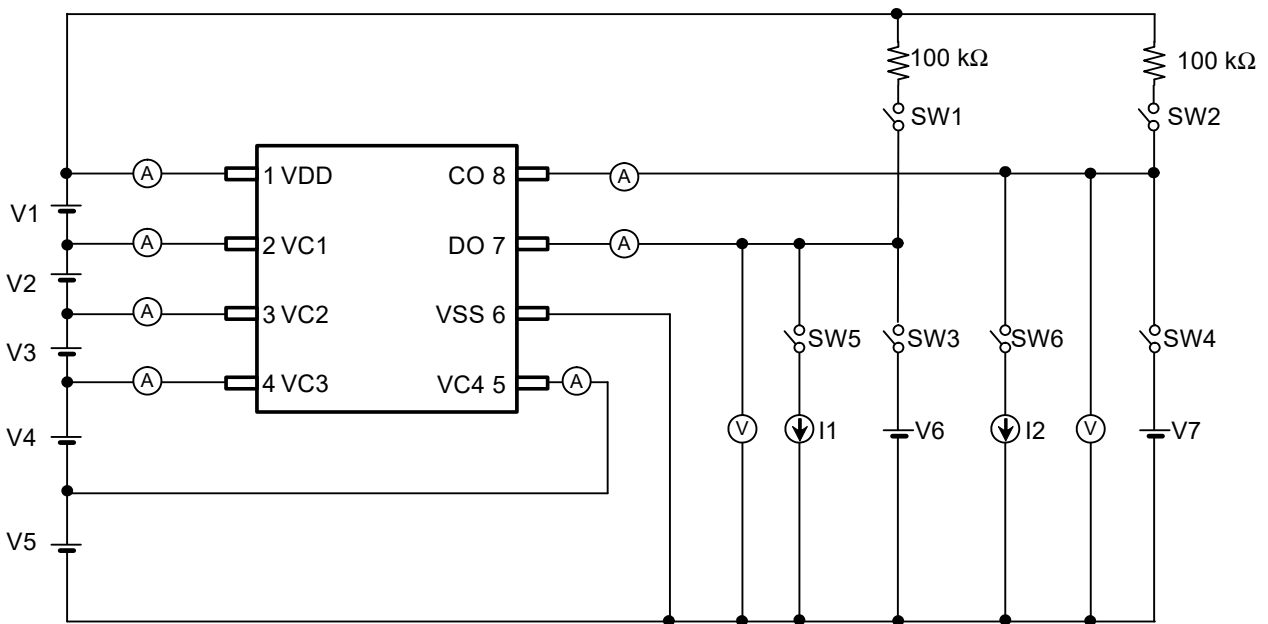 100 kΩ
100 kΩ
SW1
SW2
1 VDD
CO 8
A
A
V1
2 VC1
DO 7
A
A
V2
3 VC2
VSS 6
A
V3
SW5
SW3
SW6
SW4
4 VC3
VC4 5
A
A
V4
V
I1
V6
I2
V
V7
V5